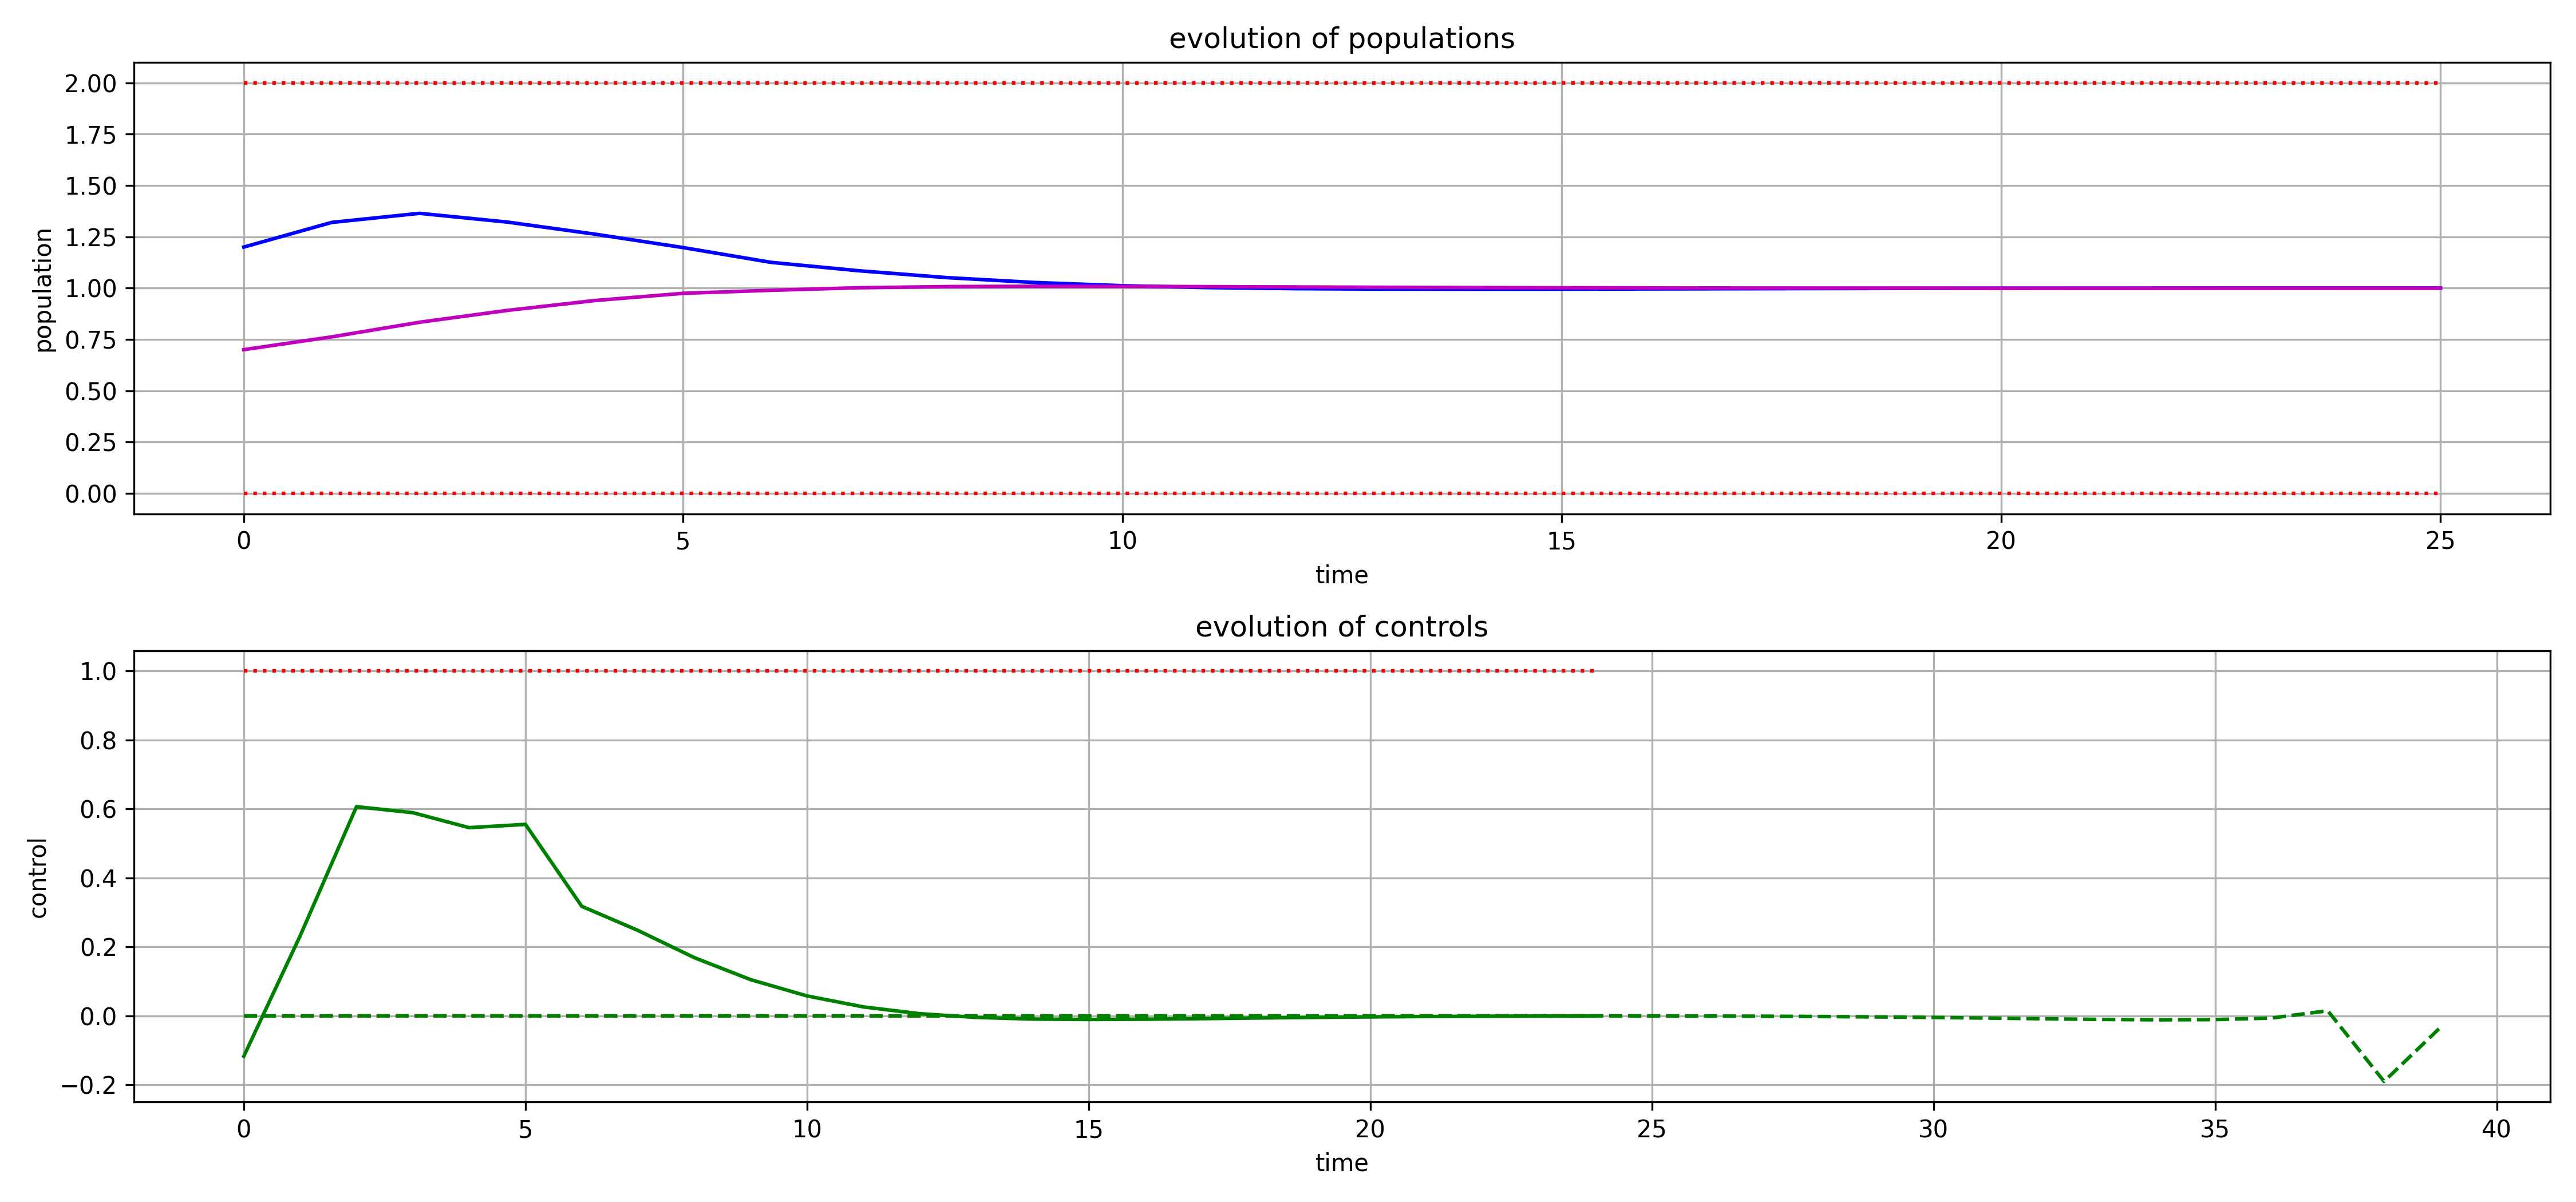 evolution of populations
2.00
1.75
1.50
1.25
1.00
0.75
0.50
0.25
0.00
population
0 5 10 15 20 25
time
evolution of controls
1.0
0.8
0.6
0.4
0.2
0.0
−0.2
control
0 5 10 15 20 25 30 35 40
time